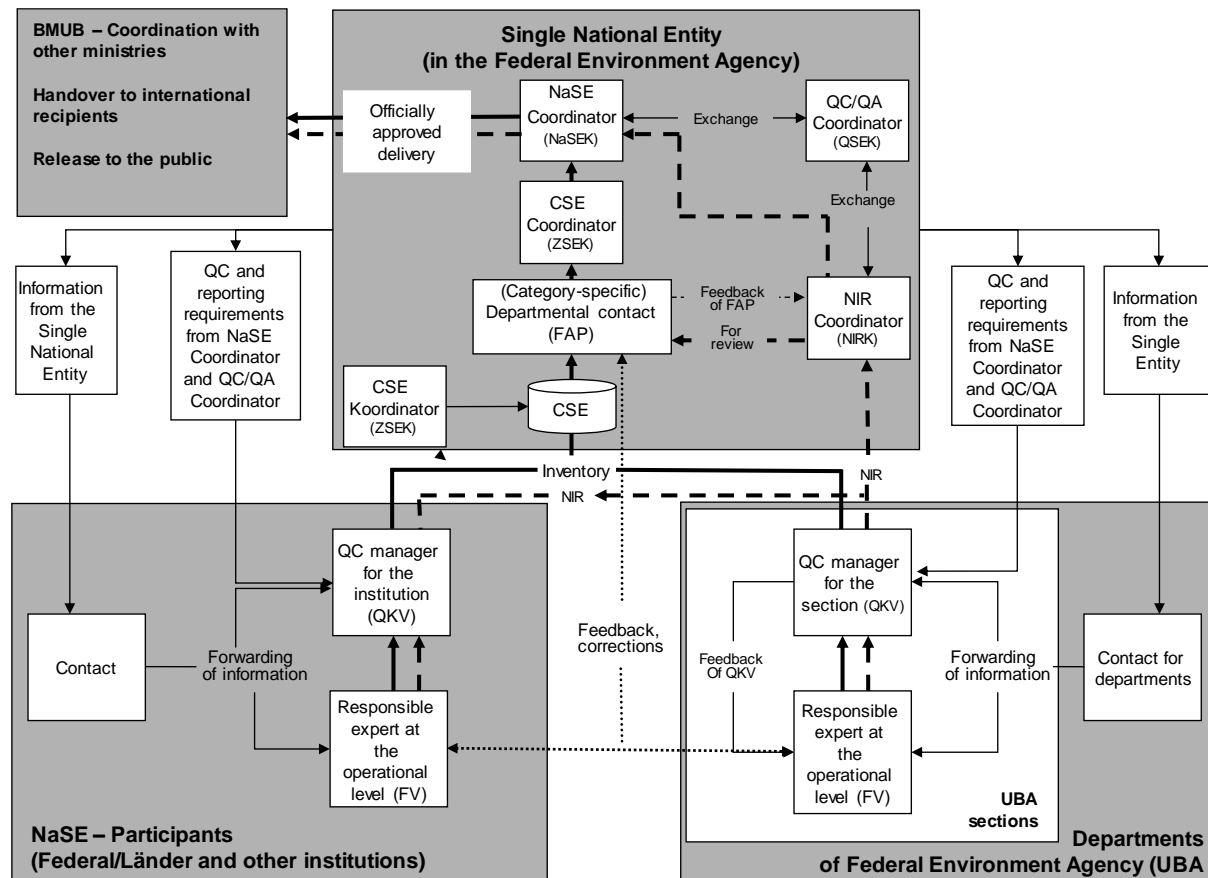 BMUB – Coordination with
other ministries
Handover to international
recipients
Release to the public
Single National Entity
(in the Federal Environment Agency)
Officially
approved
delivery
NaSE
Coordinator
(NaSEK)
Exchange
QC/QA
Coordinator
(QSEK)
CSE
Coordinator
(ZSEK)
Exchange
(Category-specific)
Departmental contact
(FAP)
Feedback
of FAP
For
review
NIR
Coordinator
(NIRK)
CSE
Koordinator
(ZSEK)
CSE
Information
from the
Single
National
Entity
QC and
reporting
requirements
from NaSE
Coordinator
and QC/QA
Coordinator
QC and
reporting
requirements
from NaSE
Coordinator
and QC/QA
Coordinator
Information
from the
Single
Entity
Inventory
NIR
NIR
QC manager
for the
institution
(QKV)
Contact
Forwarding
of information
Responsible
expert at
the
operational
level (FV)
NaSE – Participants
(Federal/Länder and other institutions)
Feedback,
corrections
QC manager
for the
section (QKV)
Feedback
Of QKV
Forwarding
of information
Contact for
departments
Responsible
expert at
the
operational
level (FV)
UBA
sections
Departments
of Federal Environment Agency (UBA